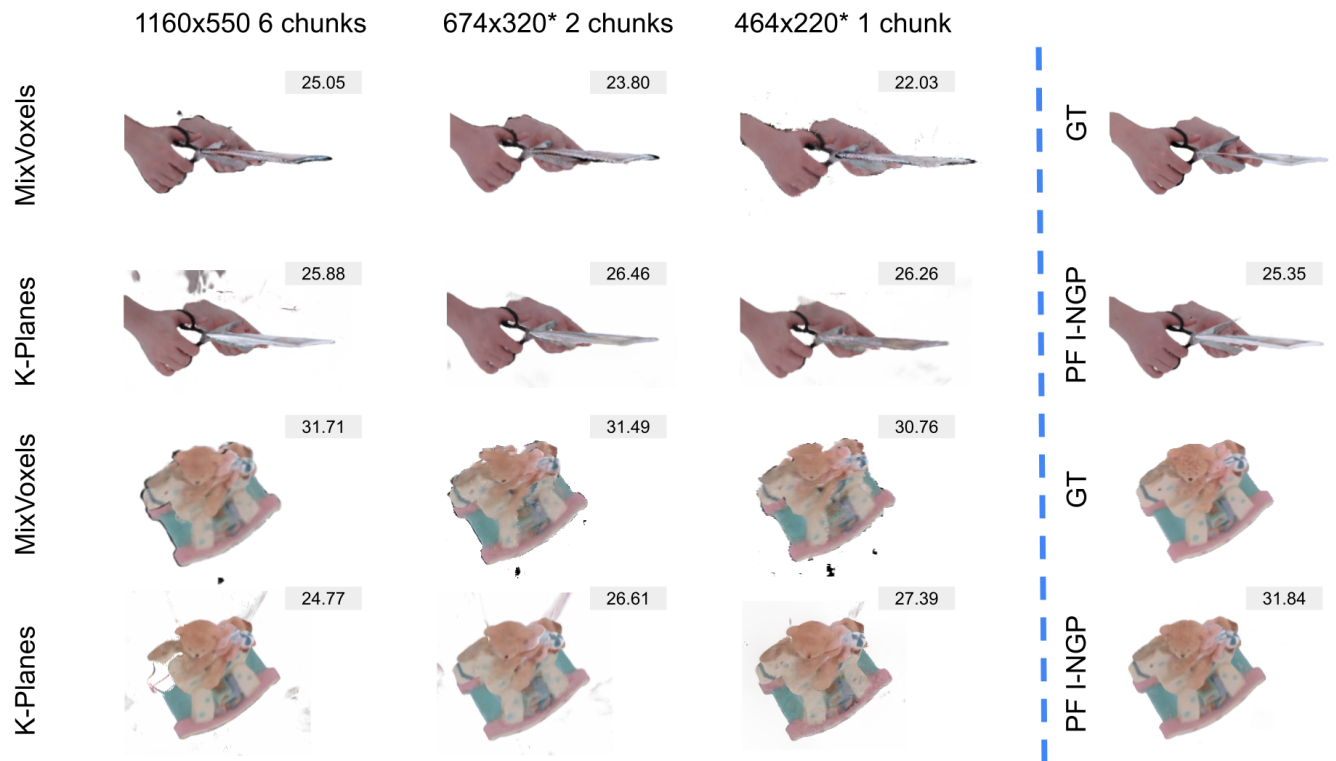 1160x550 6 chunks
674x320* 2 chunks
464x220* 1 chunk
MixVoxels
25.05
23.80
22.03
GT
K-Planes
25.88
26.46
26.26
PF I-NGP
25.35
MixVoxels
31.71
31.49
30.76
GT
K-Planes
24.77
26.61
27.39
PF I-NGP
31.84